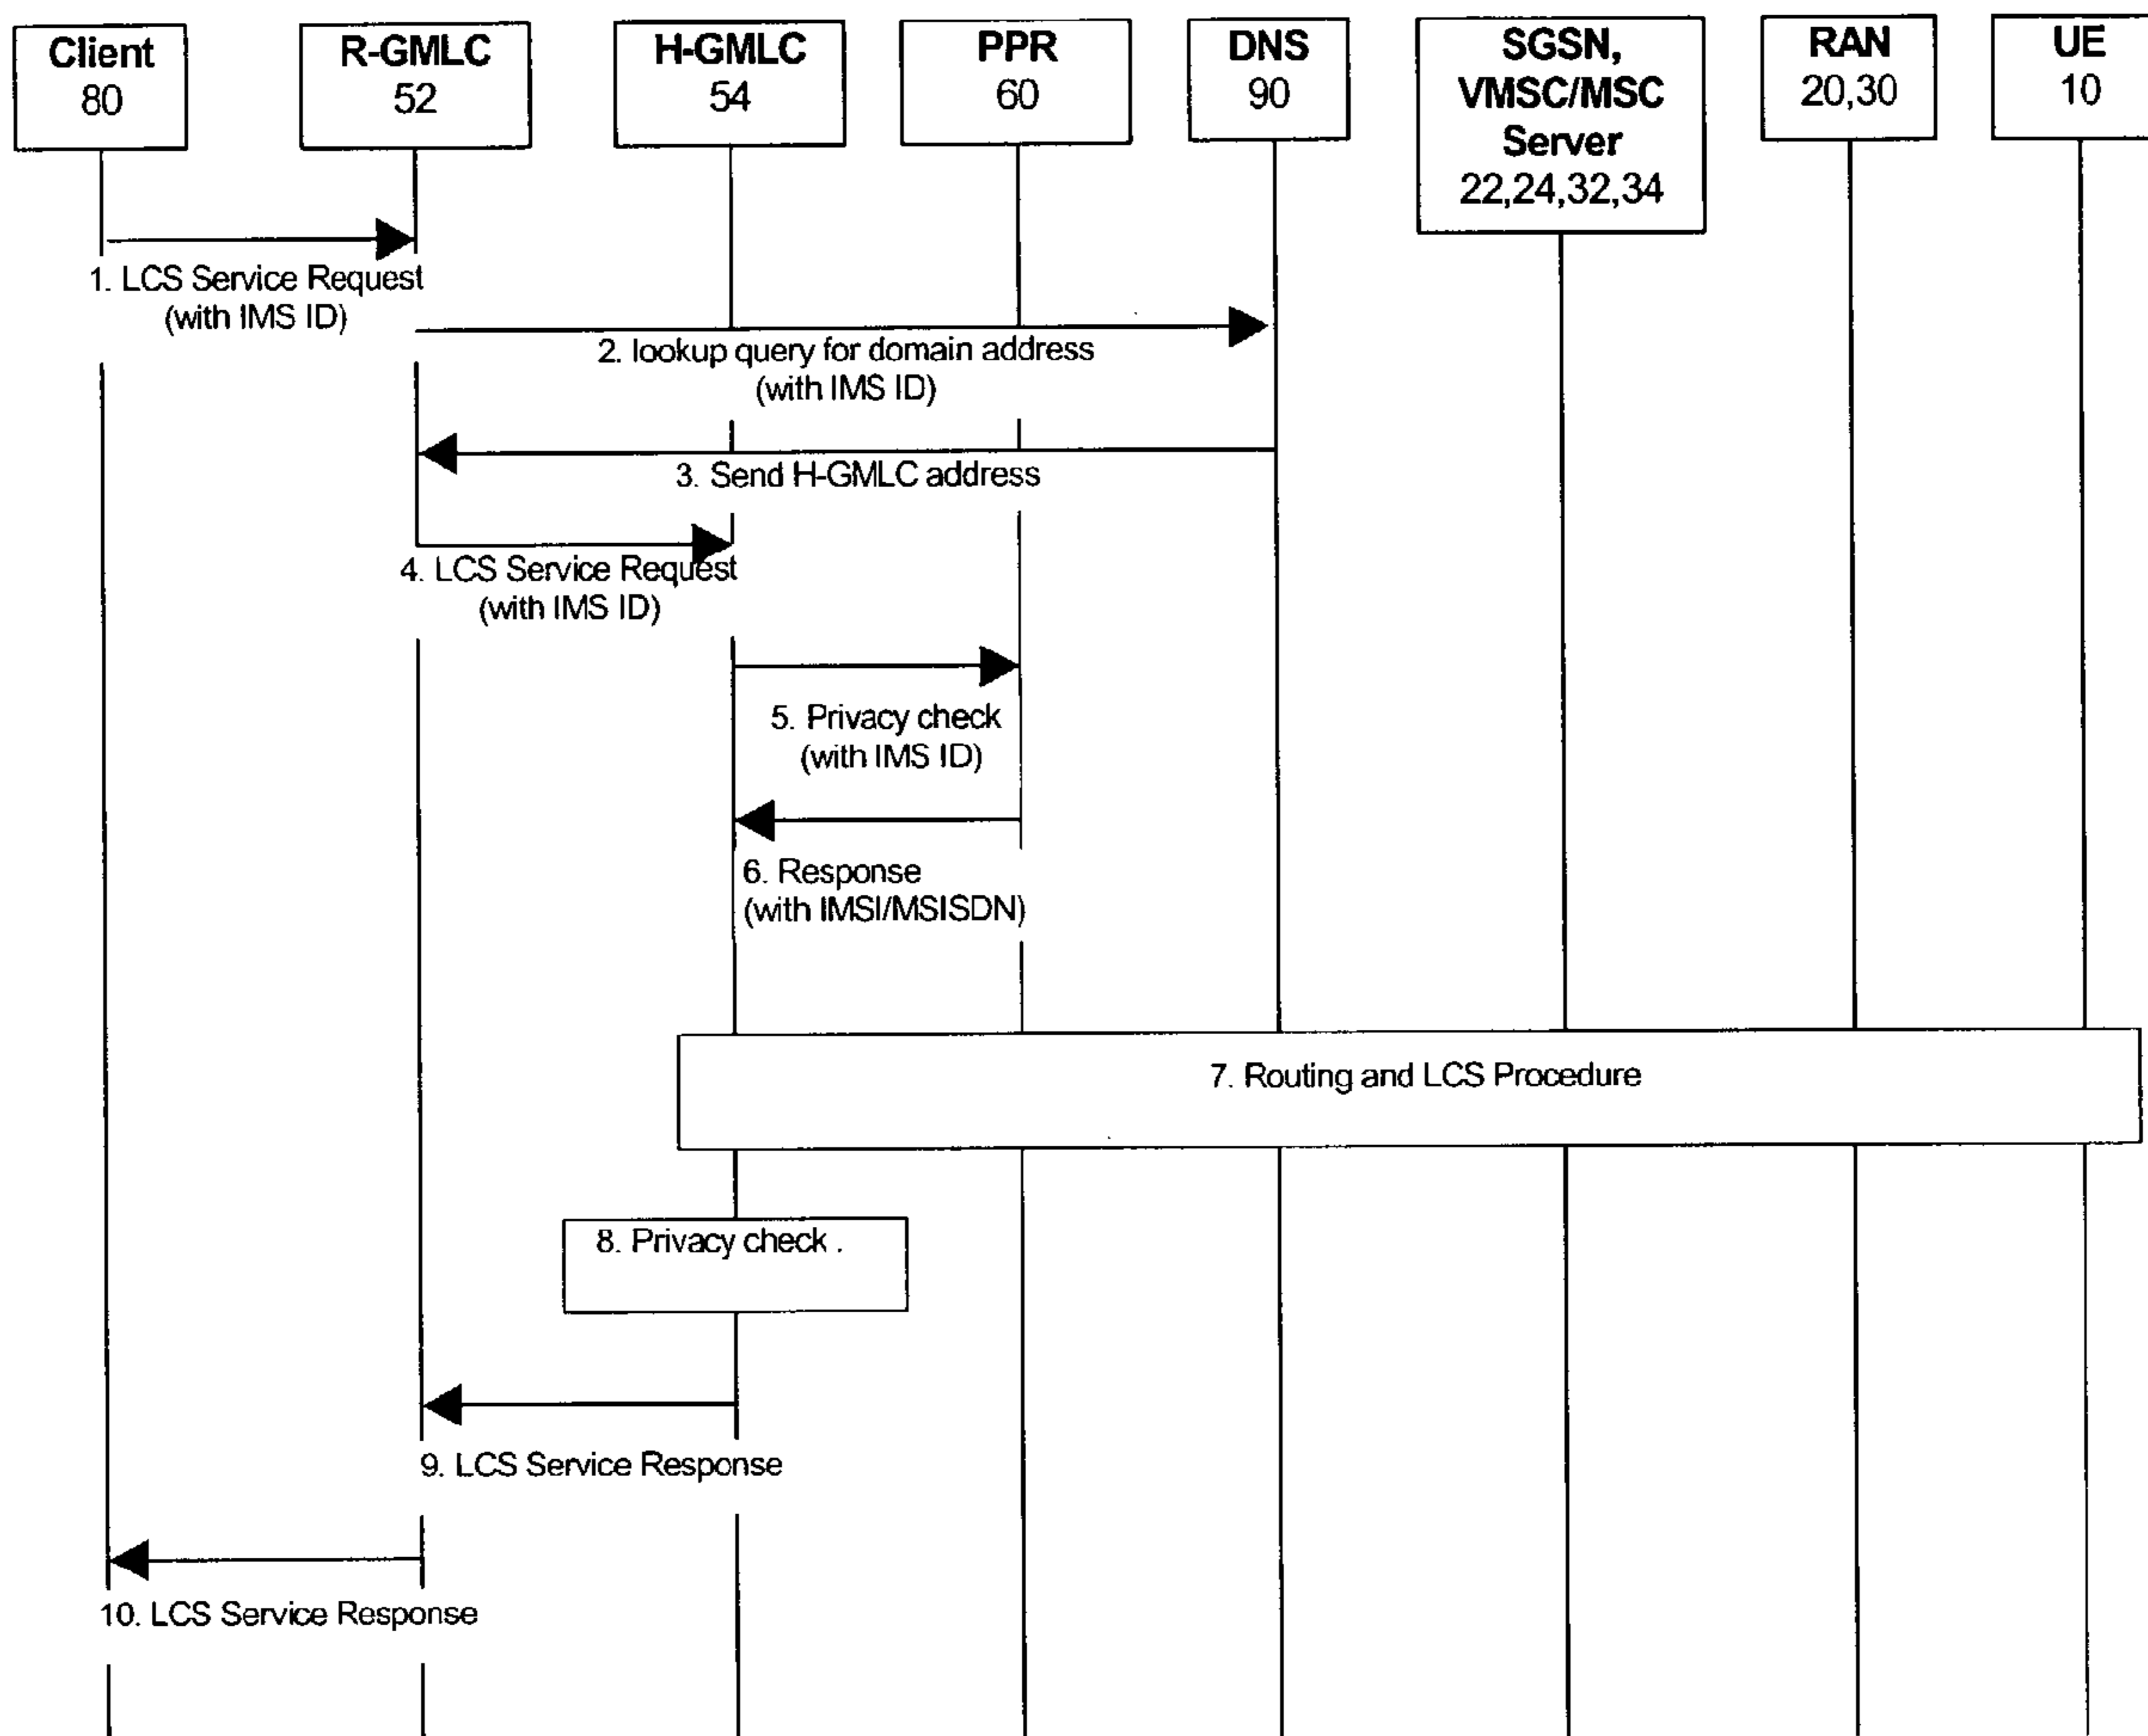 Client
80
R-GMLC
52
H-GMLC
54
PPR
60
DNS
90
SGSN,
VMSC/MSC
Server
22,24,32,34
RAN
20,30
UE
10
1. LCS Service Request
(with IMS ID)
2. lookup query for domain address
(with IMS ID)
3. Send H-GMLC address
4. LCS Service Request
(with IMS ID)
5. Privacy check
(with IMS ID)
6. Response
(with IMSI/MSISDN)
7. Routing and LCS Procedure
8. Privacy check .
9. LCS Service Response
10. LCS Service Response